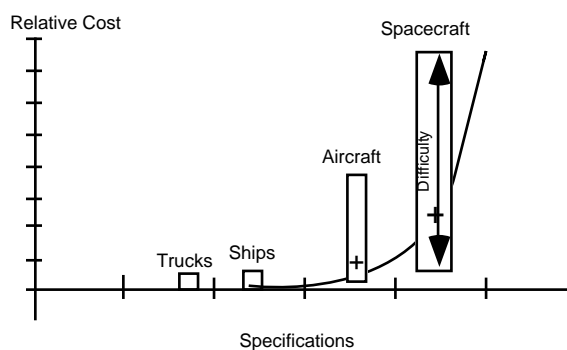 Relative Cost
Spacecraft
Aircraft
Difficulty
Ships
Trucks
Specifications